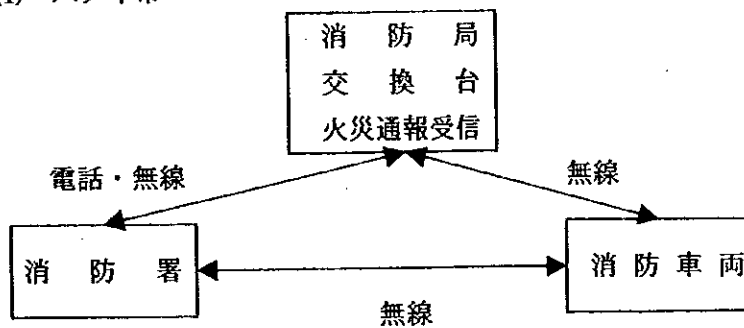 消防局
交換台
火災通報受信
電話・無線
無線
消防署
消防車両
無線